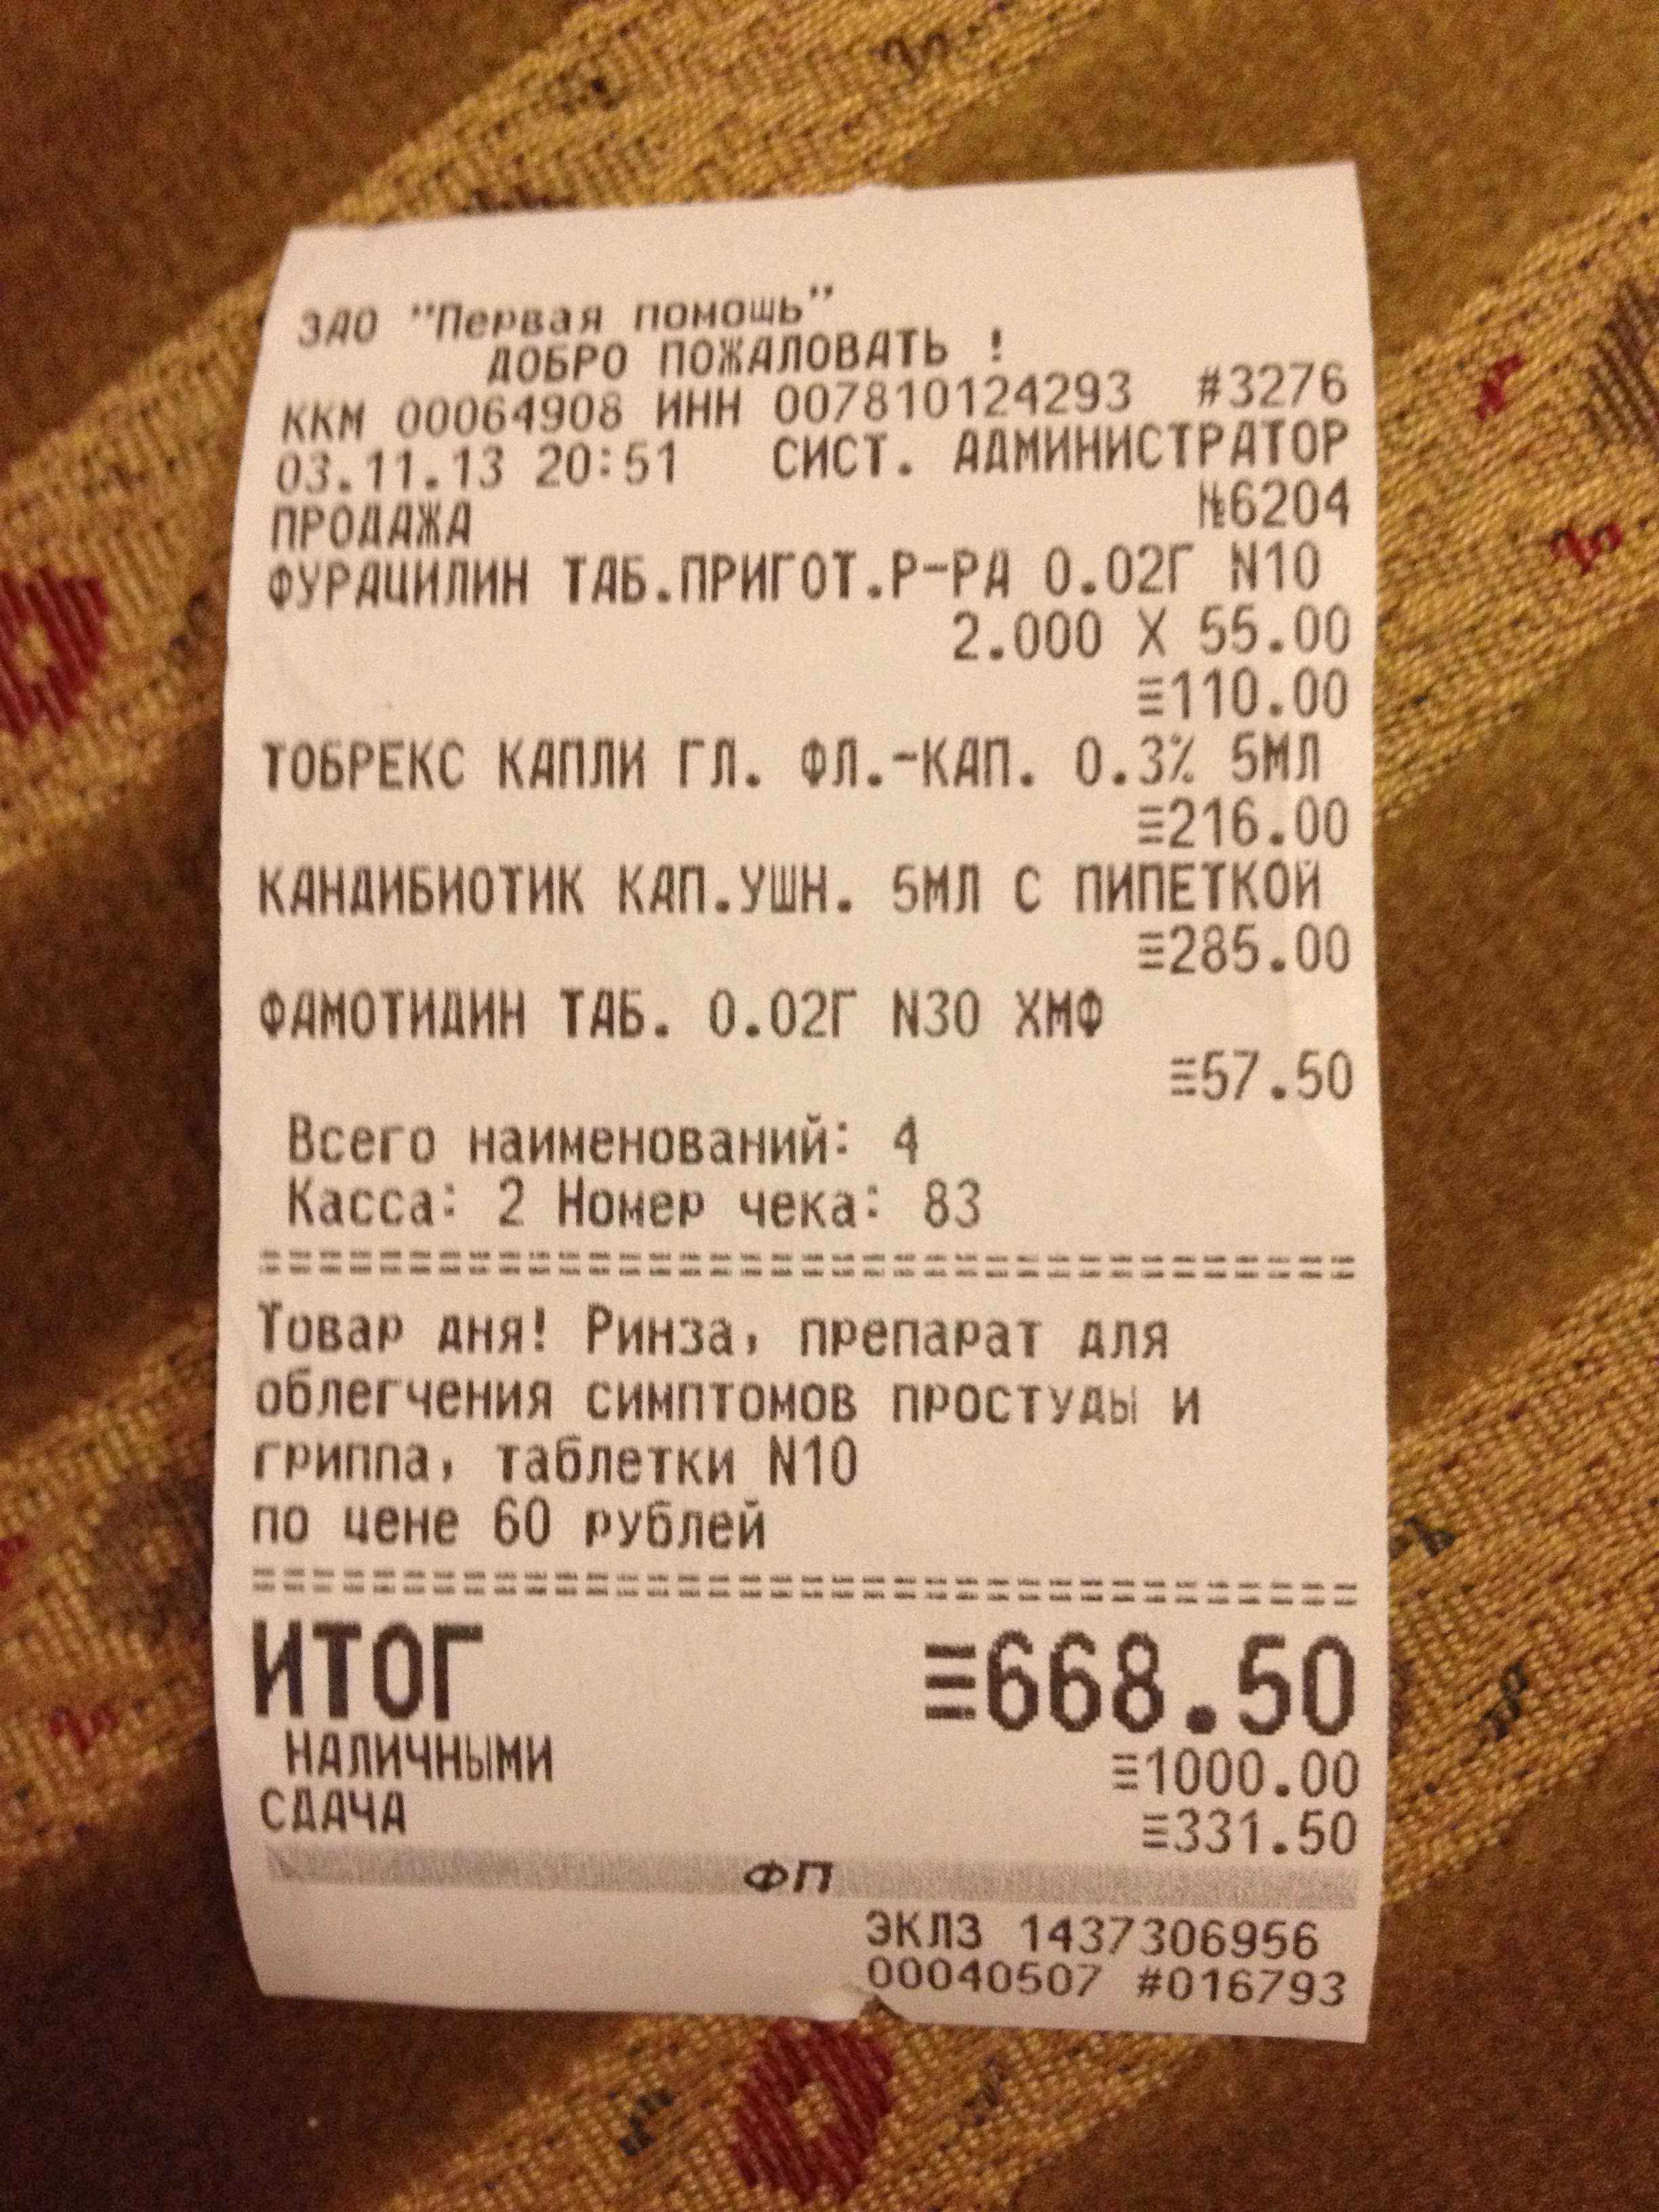 ЗАО "Первая помощь"
ДОБРО ПОЖАЛОВАТЬ !
ККМ 00064908 ИНН 007810124293 #3276
03.11.13 20:51 СИСТ. АДМИНИСТРАТОР
ПРОДАЖА №6204
ФУРАЦИЛИН ТАБ.ПРИГОТ.Р-РА 0.02Г N10
2.000 X 55.00
≡110.00
ТОБРЕКС КАПЛИ ГЛ. ФЛ.-КАП. 0.3% 5МЛ
≡216.00
КАНДИБИОТИК КАП.УШН. 5МЛ С ПИПЕТКОЙ
≡285.00
ФАМОТИДИН ТАБ. 0.02Г N30 ХМФ
≡57.50
Всего наименований: 4
Касса: 2 Номер чека: 83
====================================
Товар дня! Ринза, препарат для
облегчения симптомов простуды и
гриппа, таблетки N10
по цене 60 рублей
====================================
ИТОГ ≡668.50
НАЛИЧНЫМИ ≡1000.00
СДАЧА ≡331.50
ФП
ЭКЛЗ 1437306956
00040507 #016793